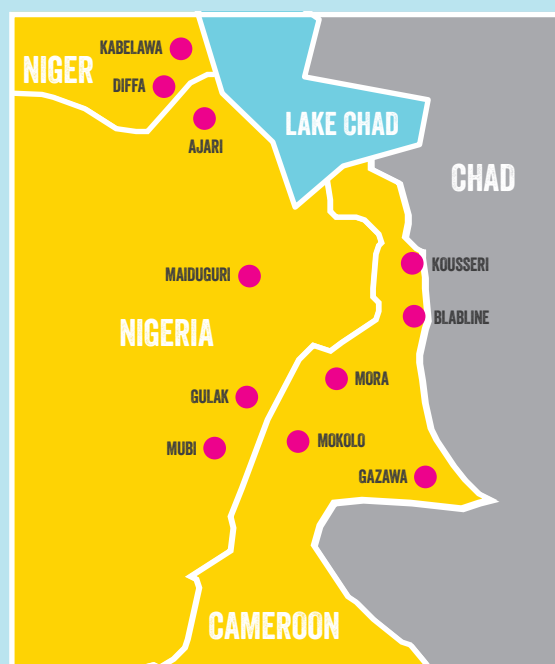 KABELAWA
NIGER
DIFFA
LAKE CHAD
AJARI
CHAD
KOUSSERI
MAIDUGURI
BLABLINE
NIGERIA
MORA
GULAK
MOKOLO
MUBI
GAZAWA
CAMEROON